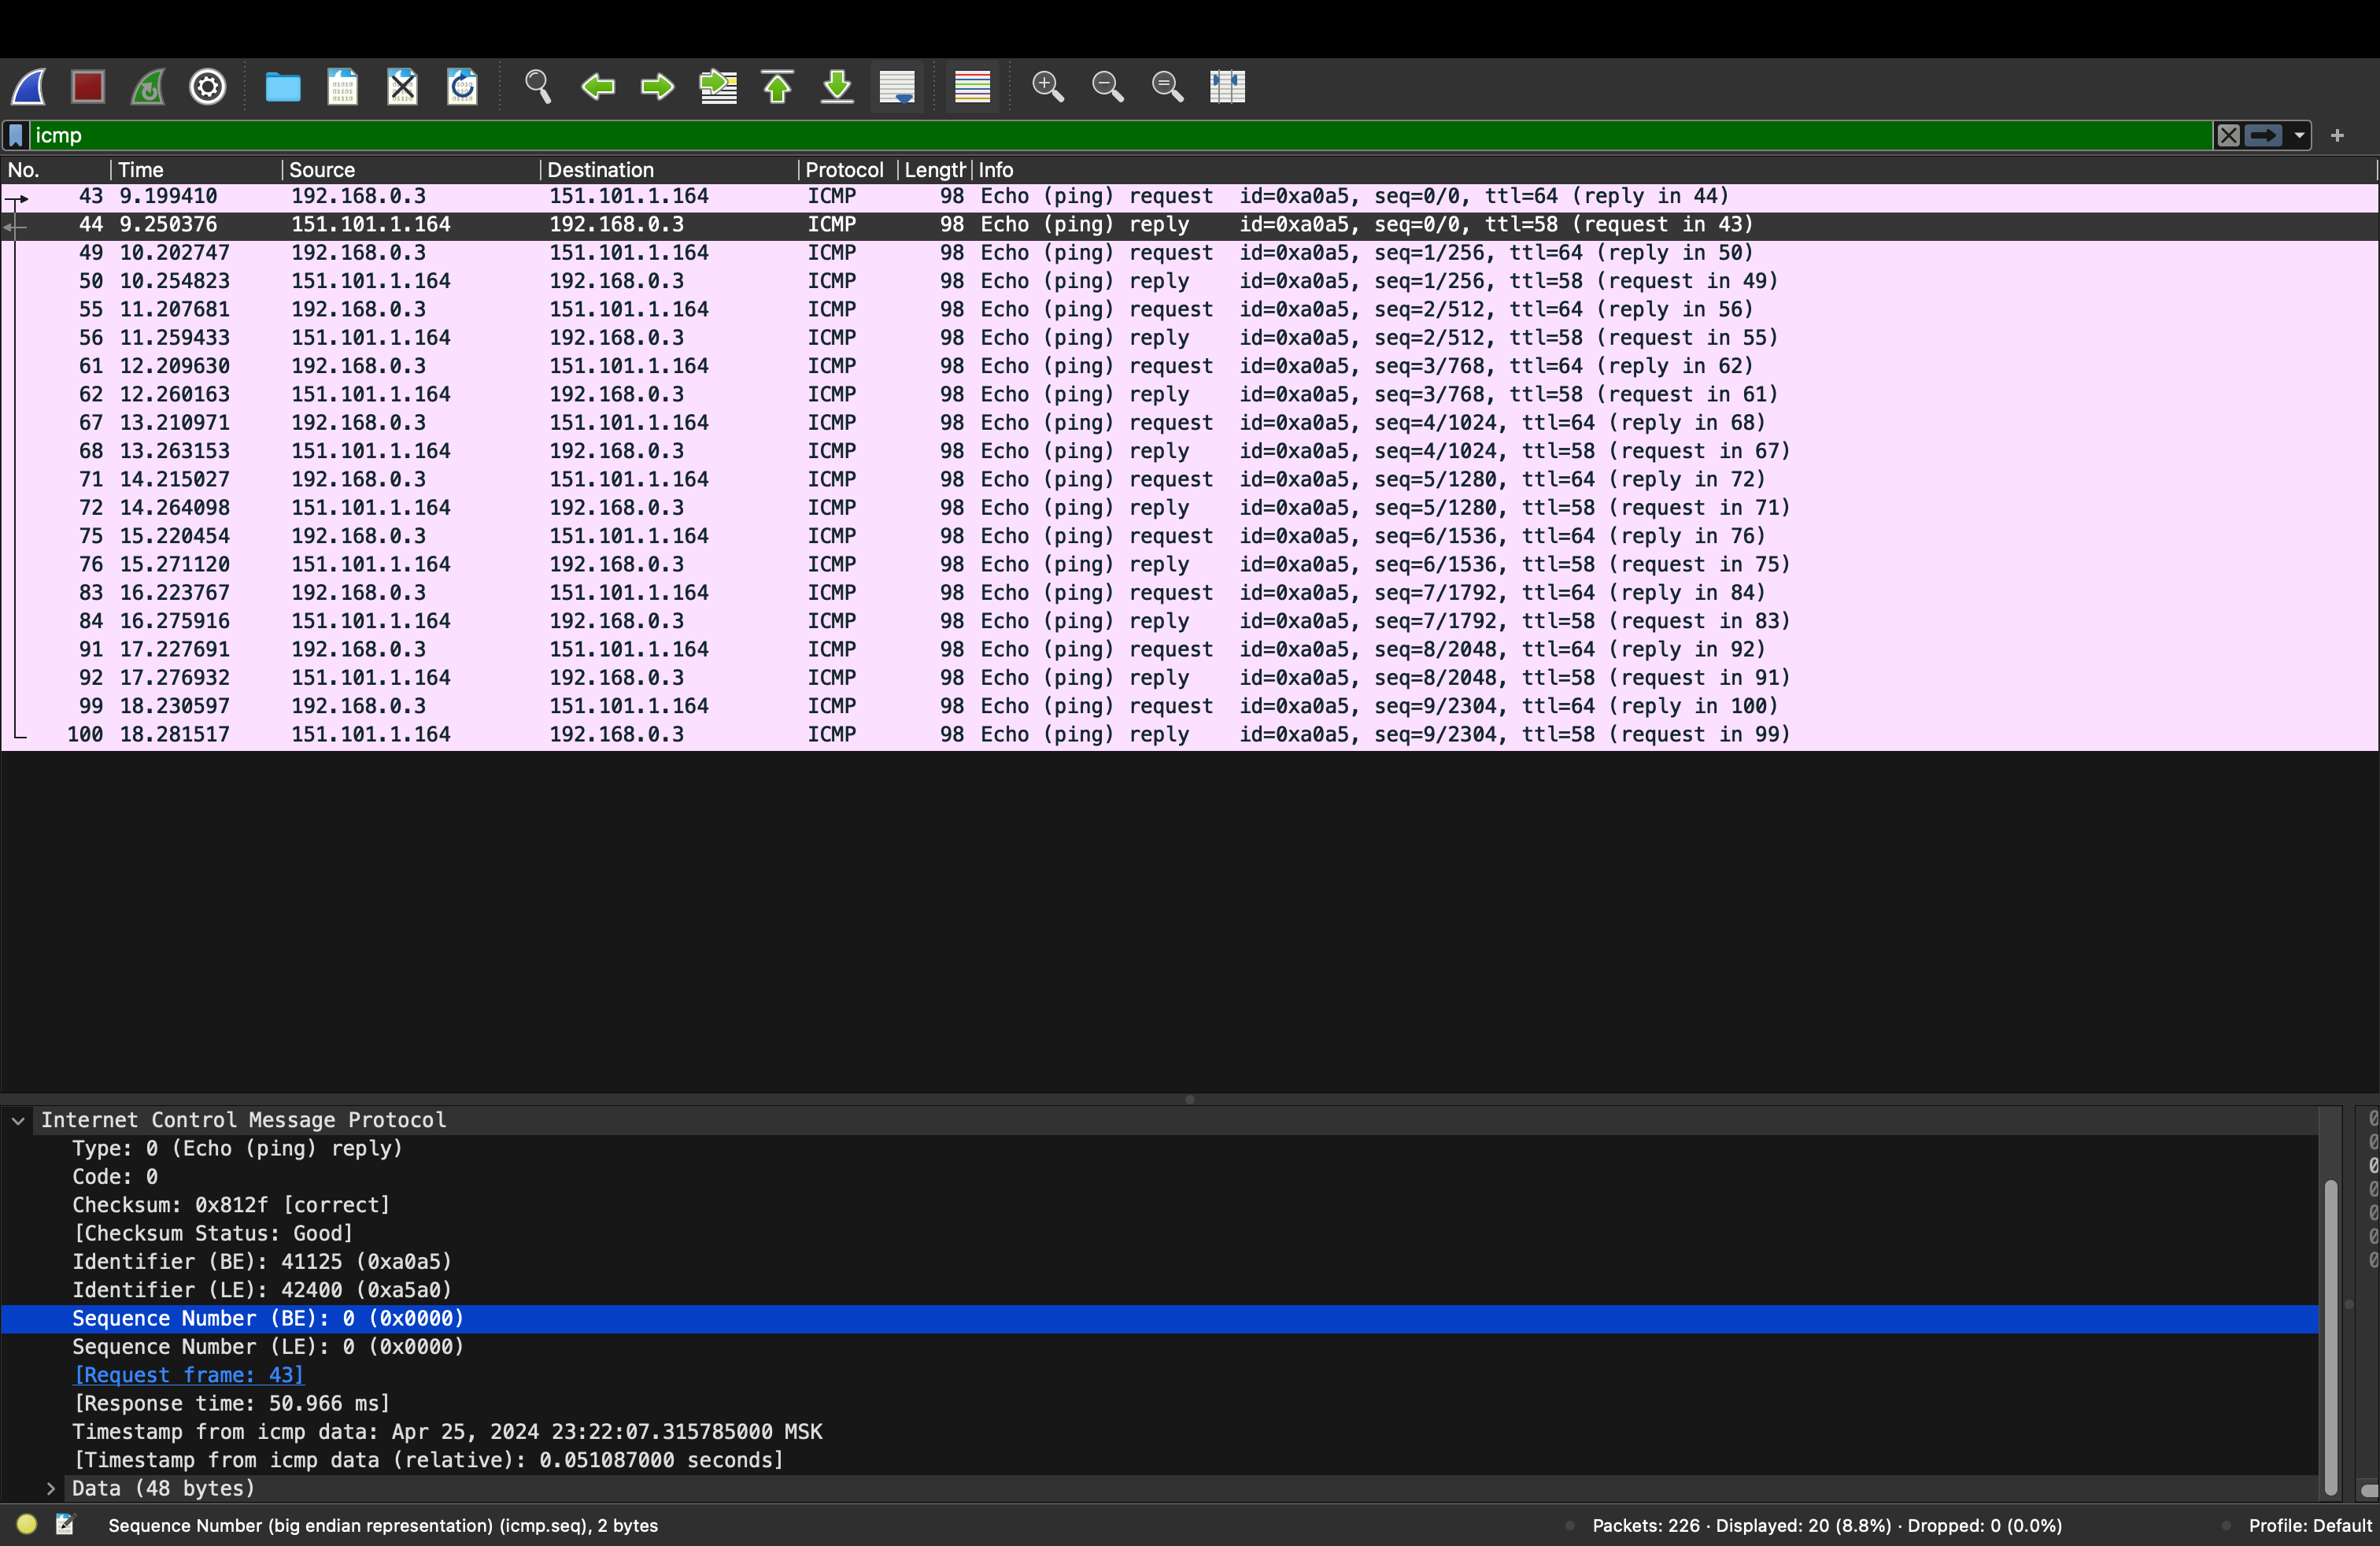 icmp
No. Time Source Destination Protocol Length Info
43 9.199410 192.168.0.3 151.101.1.164 ICMP 98 Echo (ping) request id=0xa0a5, seq=0/0, ttl=64 (reply in 44)
44 9.250376 151.101.1.164 192.168.0.3 ICMP 98 Echo (ping) reply id=0xa0a5, seq=0/0, ttl=58 (request in 43)
49 10.202747 192.168.0.3 151.101.1.164 ICMP 98 Echo (ping) request id=0xa0a5, seq=1/256, ttl=64 (reply in 50)
50 10.254823 151.101.1.164 192.168.0.3 ICMP 98 Echo (ping) reply id=0xa0a5, seq=1/256, ttl=58 (request in 49)
55 11.207681 192.168.0.3 151.101.1.164 ICMP 98 Echo (ping) request id=0xa0a5, seq=2/512, ttl=64 (reply in 56)
56 11.259433 151.101.1.164 192.168.0.3 ICMP 98 Echo (ping) reply id=0xa0a5, seq=2/512, ttl=58 (request in 55)
61 12.209630 192.168.0.3 151.101.1.164 ICMP 98 Echo (ping) request id=0xa0a5, seq=3/768, ttl=64 (reply in 62)
62 12.260163 151.101.1.164 192.168.0.3 ICMP 98 Echo (ping) reply id=0xa0a5, seq=3/768, ttl=58 (request in 61)
67 13.210971 192.168.0.3 151.101.1.164 ICMP 98 Echo (ping) request id=0xa0a5, seq=4/1024, ttl=64 (reply in 68)
68 13.263153 151.101.1.164 192.168.0.3 ICMP 98 Echo (ping) reply id=0xa0a5, seq=4/1024, ttl=58 (request in 67)
71 14.215027 192.168.0.3 151.101.1.164 ICMP 98 Echo (ping) request id=0xa0a5, seq=5/1280, ttl=64 (reply in 72)
72 14.264098 151.101.1.164 192.168.0.3 ICMP 98 Echo (ping) reply id=0xa0a5, seq=5/1280, ttl=58 (request in 71)
75 15.220454 192.168.0.3 151.101.1.164 ICMP 98 Echo (ping) request id=0xa0a5, seq=6/1536, ttl=64 (reply in 76)
76 15.271120 151.101.1.164 192.168.0.3 ICMP 98 Echo (ping) reply id=0xa0a5, seq=6/1536, ttl=58 (request in 75)
83 16.223767 192.168.0.3 151.101.1.164 ICMP 98 Echo (ping) request id=0xa0a5, seq=7/1792, ttl=64 (reply in 84)
84 16.275916 151.101.1.164 192.168.0.3 ICMP 98 Echo (ping) reply id=0xa0a5, seq=7/1792, ttl=58 (request in 83)
91 17.227691 192.168.0.3 151.101.1.164 ICMP 98 Echo (ping) request id=0xa0a5, seq=8/2048, ttl=64 (reply in 92)
92 17.276932 151.101.1.164 192.168.0.3 ICMP 98 Echo (ping) reply id=0xa0a5, seq=8/2048, ttl=58 (request in 91)
99 18.230597 192.168.0.3 151.101.1.164 ICMP 98 Echo (ping) request id=0xa0a5, seq=9/2304, ttl=64 (reply in 100)
100 18.281517 151.101.1.164 192.168.0.3 ICMP 98 Echo (ping) reply id=0xa0a5, seq=9/2304, ttl=58 (request in 99)
Internet Control Message Protocol
Type: 0 (Echo (ping) reply)
Code: 0
Checksum: 0x812f [correct]
[Checksum Status: Good]
Identifier (BE): 41125 (0xa0a5)
Identifier (LE): 42400 (0xa5a0)
Sequence Number (BE): 0 (0x0000)
Sequence Number (LE): 0 (0x0000)
[Request frame: 43]
[Response time: 50.966 ms]
Timestamp from icmp data: Apr 25, 2024 23:22:07.315785000 MSK
[Timestamp from icmp data (relative): 0.051087000 seconds]
Data (48 bytes)
Sequence Number (big endian representation) (icmp.seq), 2 bytes
Packets: 226 · Displayed: 20 (8.8%) · Dropped: 0 (0.0%)
Profile: Default